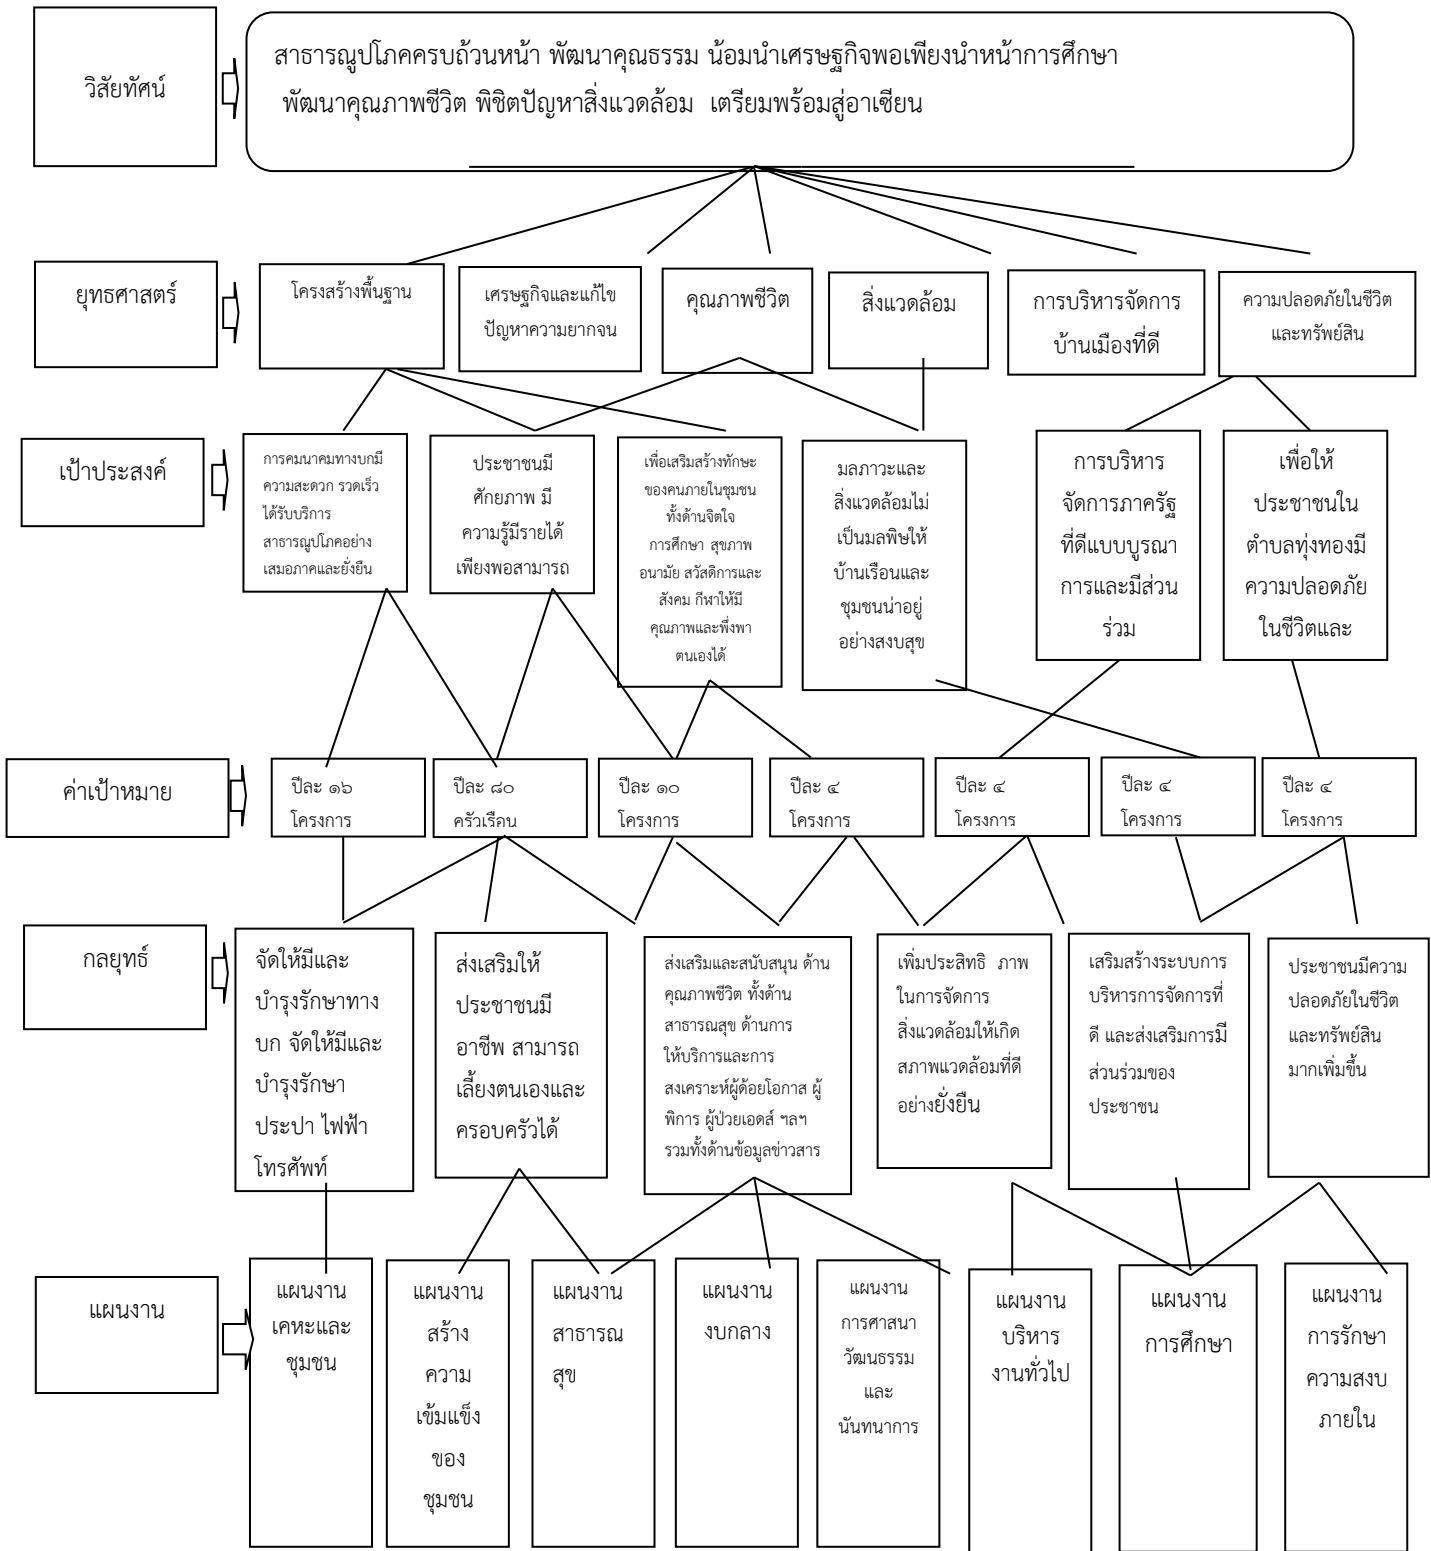 วิสัยทัศน์
สาธารณูปโภคครบถ้วนหน้า พัฒนาคุณธรรม น้อมนำเศรษฐกิจพอเพียงนำหน้าการศึกษา
พัฒนาคุณภาพชีวิต พิชิตปัญหาสิ่งแวดล้อม เตรียมพร้อมสู่อาเซียน
ยุทธศาสตร์
โครงสร้างพื้นฐาน
เศรษฐกิจและแก้ไข
ปัญหาความยากจน
คุณภาพชีวิต
สิ่งแวดล้อม
การบริหารจัดการ
บ้านเมืองที่ดี
ความปลอดภัยในชีวิต
และทรัพย์สิน
เป้าประสงค์
การคมนาคมทางบกมี
ความสะดวก รวดเร็ว
ได้รับบริการ
สาธารณูปโภคอย่าง
เสมอภาคและยั่งยืน
ประชาชนมี
ศักยภาพ มี
ความรู้มีรายได้
เพียงพอสามารถ
เพื่อเสริมสร้างทักษะ
ของคนภายในชุมชน
ทั้งด้านจิตใจ
การศึกษา สุขภาพ
อนามัย สวัสดิการและ
สังคม กีฬาให้มี
คุณภาพและพึ่งพา
ตนเองได้
มลภาวะและ
สิ่งแวดล้อมไม่
เป็นมลพิษให้
บ้านเรือนและ
ชุมชนน่าอยู่
อย่างสงบสุข
การบริหาร
จัดการภาครัฐ
ที่ดีแบบบูรณา
การและมีส่วน
ร่วม
เพื่อให้
ประชาชนใน
ตำบลทุ่งทองมี
ความปลอดภัย
ในชีวิตและ
ค่าเป้าหมาย
ปีละ ๑๖
โครงการ
ปีละ ๘๐
ครัวเรือน
ปีละ ๑๐
โครงการ
ปีละ ๔
โครงการ
ปีละ ๔
โครงการ
ปีละ ๔
โครงการ
ปีละ ๔
โครงการ
กลยุทธ์
จัดให้มีและ
บำรุงรักษาทาง
บก จัดให้มีและ
บำรุงรักษา
ประปา ไฟฟ้า
โทรศัพท์
ส่งเสริมให้
ประชาชนมี
อาชีพ สามารถ
เลี้ยงตนเองและ
ครอบครัวได้
ส่งเสริมและสนับสนุน ด้าน
คุณภาพชีวิต ทั้งด้าน
สาธารณสุข ด้านการ
ให้บริการและการ
สงเคราะห์ผู้ด้อยโอกาส ผู้
พิการ ผู้ป่วยเอดส์ ฯลฯ
รวมทั้งด้านข้อมูลข่าวสาร
เพิ่มประสิทธิ ภาพ
ในการจัดการ
สิ่งแวดล้อมให้เกิด
สภาพแวดล้อมที่ดี
อย่างยั่งยืน
เสริมสร้างระบบการ
บริหารการจัดการที่
ดี และส่งเสริมการมี
ส่วนร่วมของ
ประชาชน
ประชาชนมีความ
ปลอดภัยในชีวิต
และทรัพย์สิน
มากเพิ่มขึ้น
แผนงาน
แผนงาน
เคหะและ
ชุมชน
แผนงาน
สร้าง
ความ
เข้มแข็ง
ของ
ชุมชน
แผนงาน
สาธารณ
สุข
แผนงาน
งบกลาง
แผนงาน
การศาสนา
วัฒนธรรม
และ
นันทนาการ
แผนงาน
บริหาร
งานทั่วไป
แผนงาน
การศึกษา
แผนงาน
การรักษา
ความสงบ
ภายใน